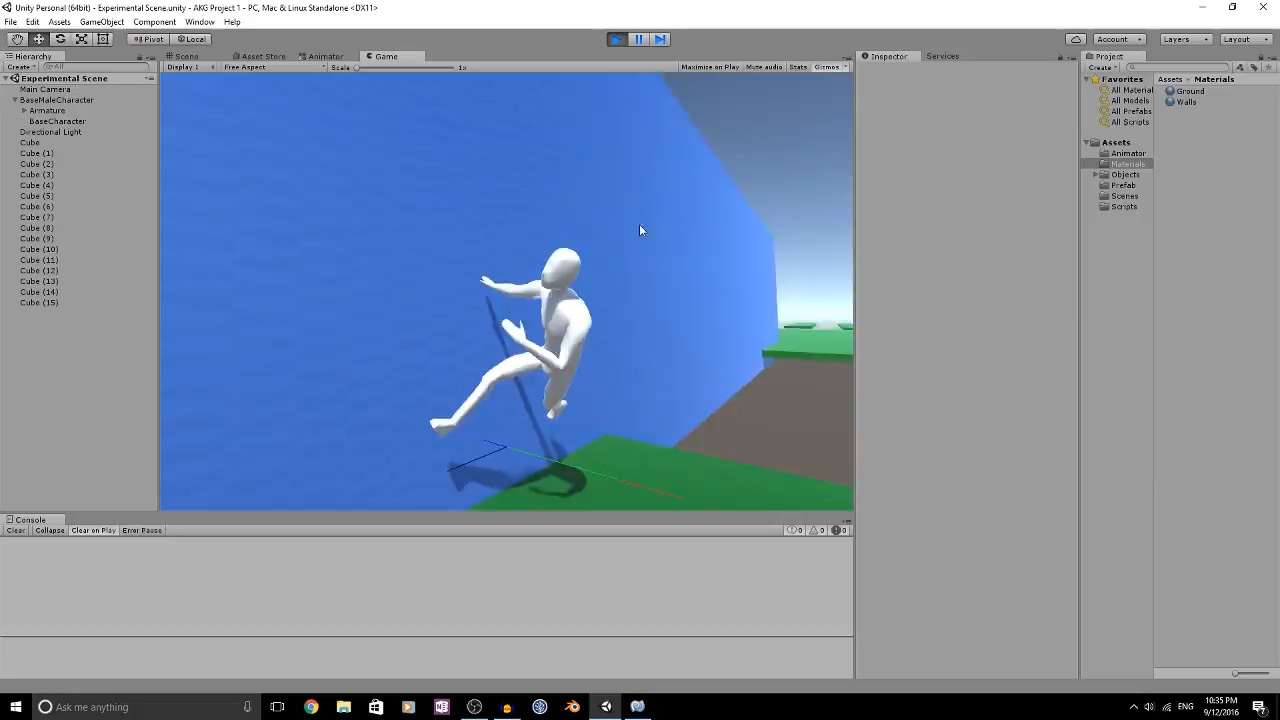 Unity Personal (64bit) - Experimental Scene.unity - AKG Project 1 - PC, Mac & Linux Standalone <DX11>
File Edit Assets GameObject Component Window Help
Pivot Local Account Layers Layout
Hierarchy Scene Asset Store Animator Game Inspector Services Project
Create All Display 1 Free Aspect Scale 1x Maximize on Play Mute audio Stats Gizmos Create
Experimental Scene
Main Camera
BaseMaleCharacter
Armature
BaseCharacter
Directional Light
Cube
Cube (1)
Cube (2)
Cube (3)
Cube (4)
Cube (5)
Cube (6)
Cube (7)
Cube (8)
Cube (9)
Cube (10)
Cube (11)
Cube (12)
Cube (13)
Cube (14)
Cube (15)
Favorites
All Material
All Models
All Prefabs
All Scripts
Assets
Animator
Materials
Objects
Prefab
Scenes
Scripts
Assets Materials
Ground
Walls
Console
Clear Collapse Clear on Play Error Pause 0 0 0
Ask me anything
ENG
10:35 PM
9/12/2016